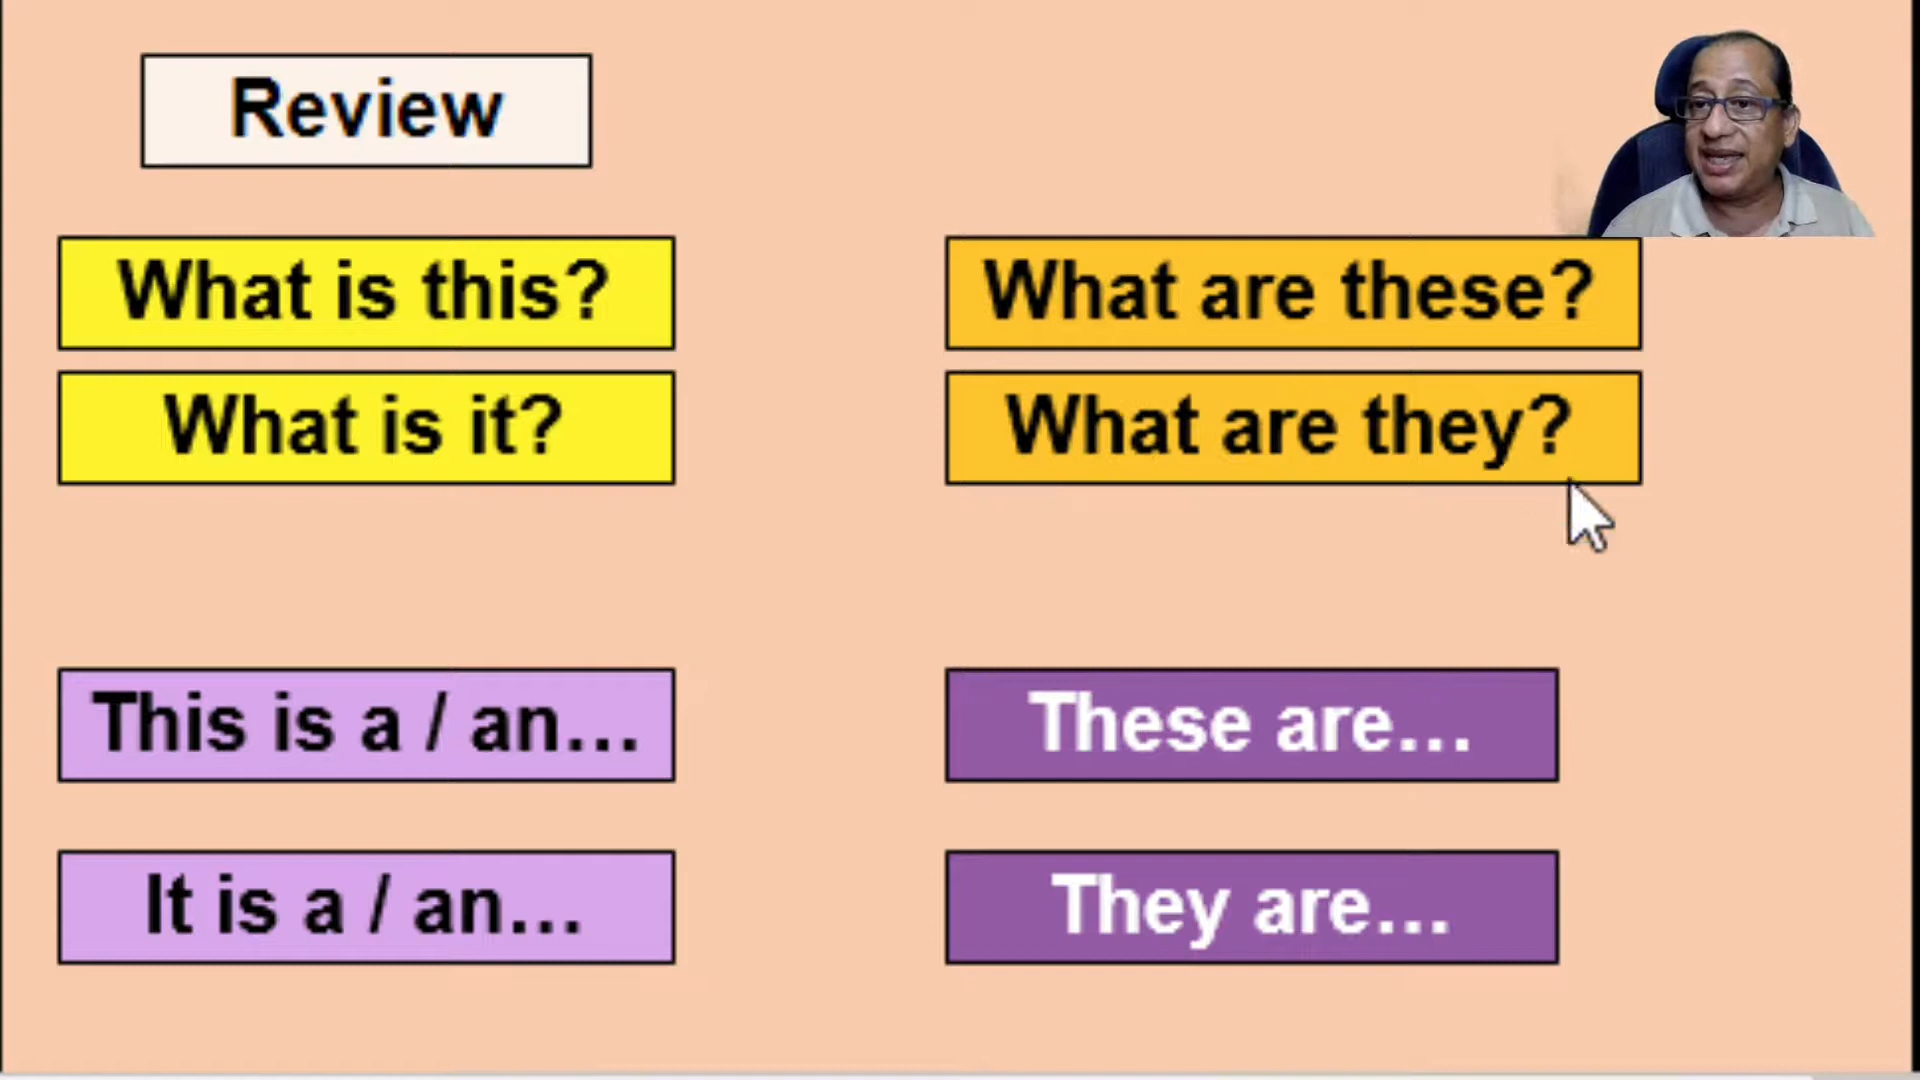 Review
What is this?
What are these?
What is it?
What are they?
This is a / an...
These are...
It is a / an...
They are...